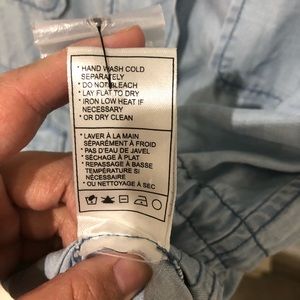 * HAND WASH COLD
SEPARATELY
* DO NOT BLEACH
* LAY FLAT TO DRY
* IRON LOW HEAT IF
NECESSARY
* OR DRY CLEAN
* LAVER À LA MAIN
SÉPARÉMENT À FROID
* PAS D'EAU DE JAVEL
* SÉCHAGE À PLAT
* REPASSAGE À BASSE
TEMPÉRATURE SI
NÉCESSAIRE
* OU NETTOYAGE À SEC